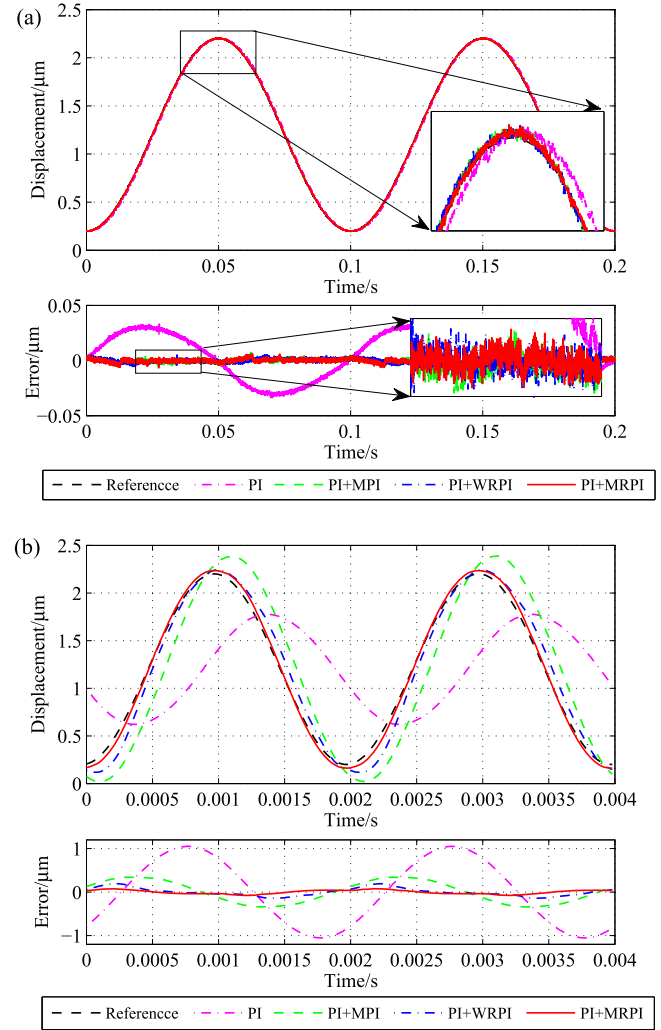 (a)
2.5
2
1.5
1
0.5
0
Displacement/μm
0 0.05 0.1 0.15 0.2
Time/s
0.05
0
−0.05
Error/μm
0 0.05 0.1 0.15 0.2
Time/s
Referencce PI PI+MPI PI+WRPI PI+MRPI
(b)
2.5
2
1.5
1
0.5
0
Displacement/μm
0 0.0005 0.001 0.0015 0.002 0.0025 0.003 0.0035 0.004
Time/s
1
0
−1
Error/μm
0 0.0005 0.001 0.0015 0.002 0.0025 0.003 0.0035 0.004
Time/s
Referencce PI PI+MPI PI+WRPI PI+MRPI